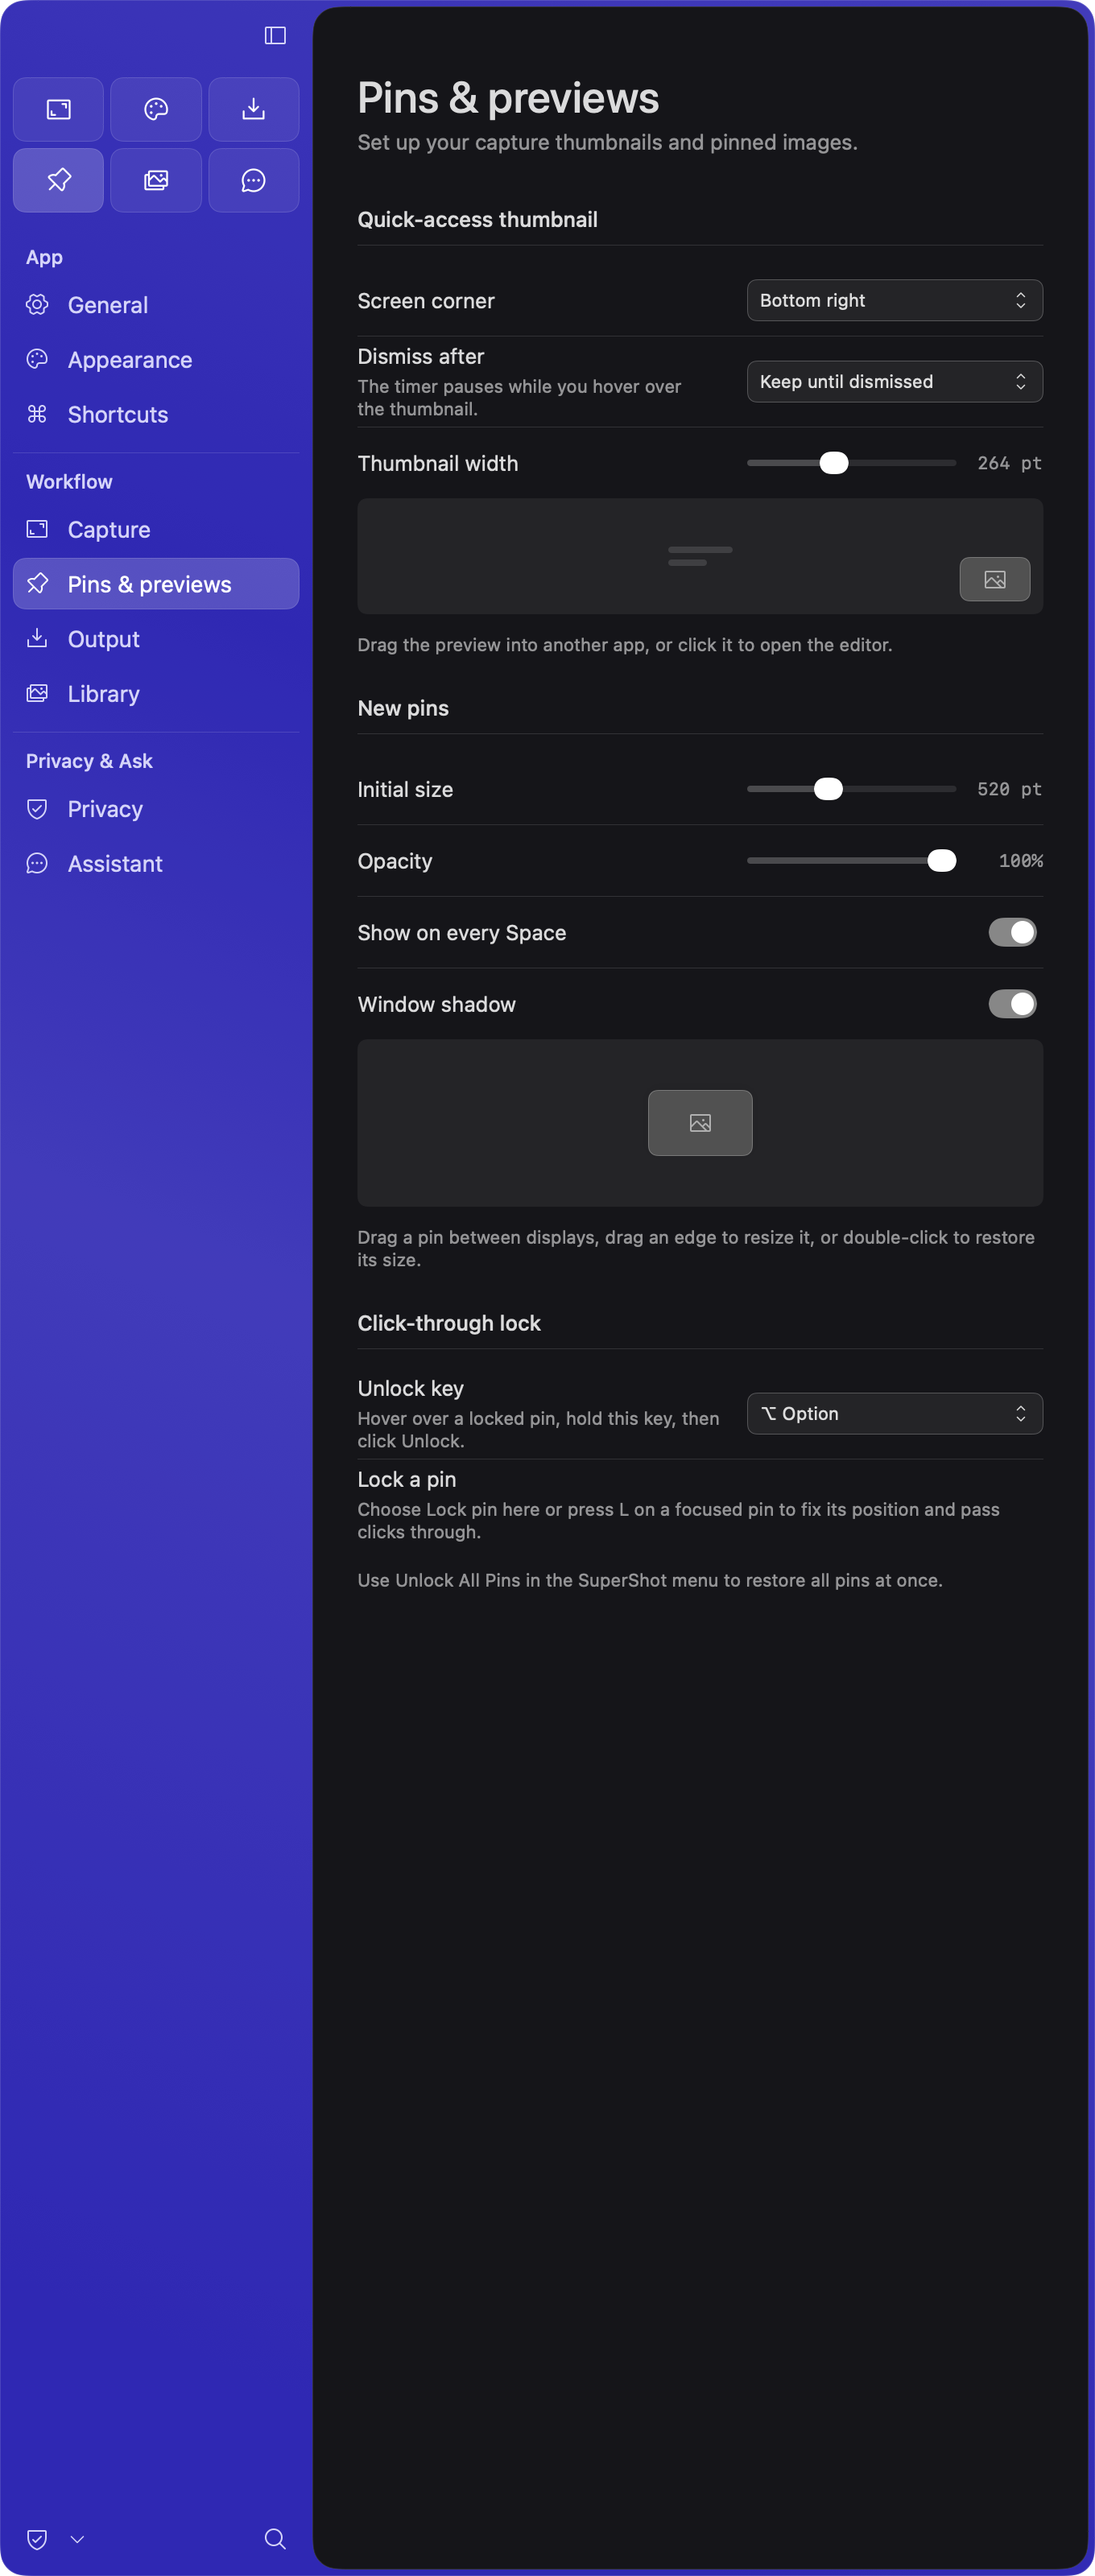 App
General
Appearance
Shortcuts
Workflow
Capture
Pins & previews
Output
Library
Privacy & Ask
Privacy
Assistant
Pins & previews
Set up your capture thumbnails and pinned images.
Quick-access thumbnail
Screen corner
Bottom right
Dismiss after
The timer pauses while you hover over
the thumbnail.
Keep until dismissed
Thumbnail width
264 pt
Drag the preview into another app, or click it to open the editor.
New pins
Initial size
520 pt
Opacity
100%
Show on every Space
Window shadow
Drag a pin between displays, drag an edge to resize it, or double-click to restore
its size.
Click-through lock
Unlock key
Hover over a locked pin, hold this key, then
click Unlock.
⌥ Option
Lock a pin
Choose Lock pin here or press L on a focused pin to fix its position and pass
clicks through.
Use Unlock All Pins in the SuperShot menu to restore all pins at once.